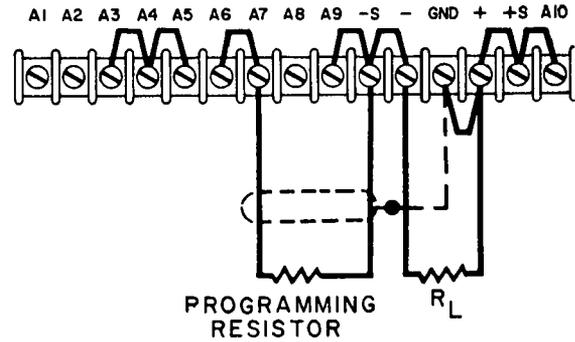 A1 A2 A3 A4 A5 A6 A7 A8 A9 -S - GND + +S A10
PROGRAMMING
RESISTOR
RL